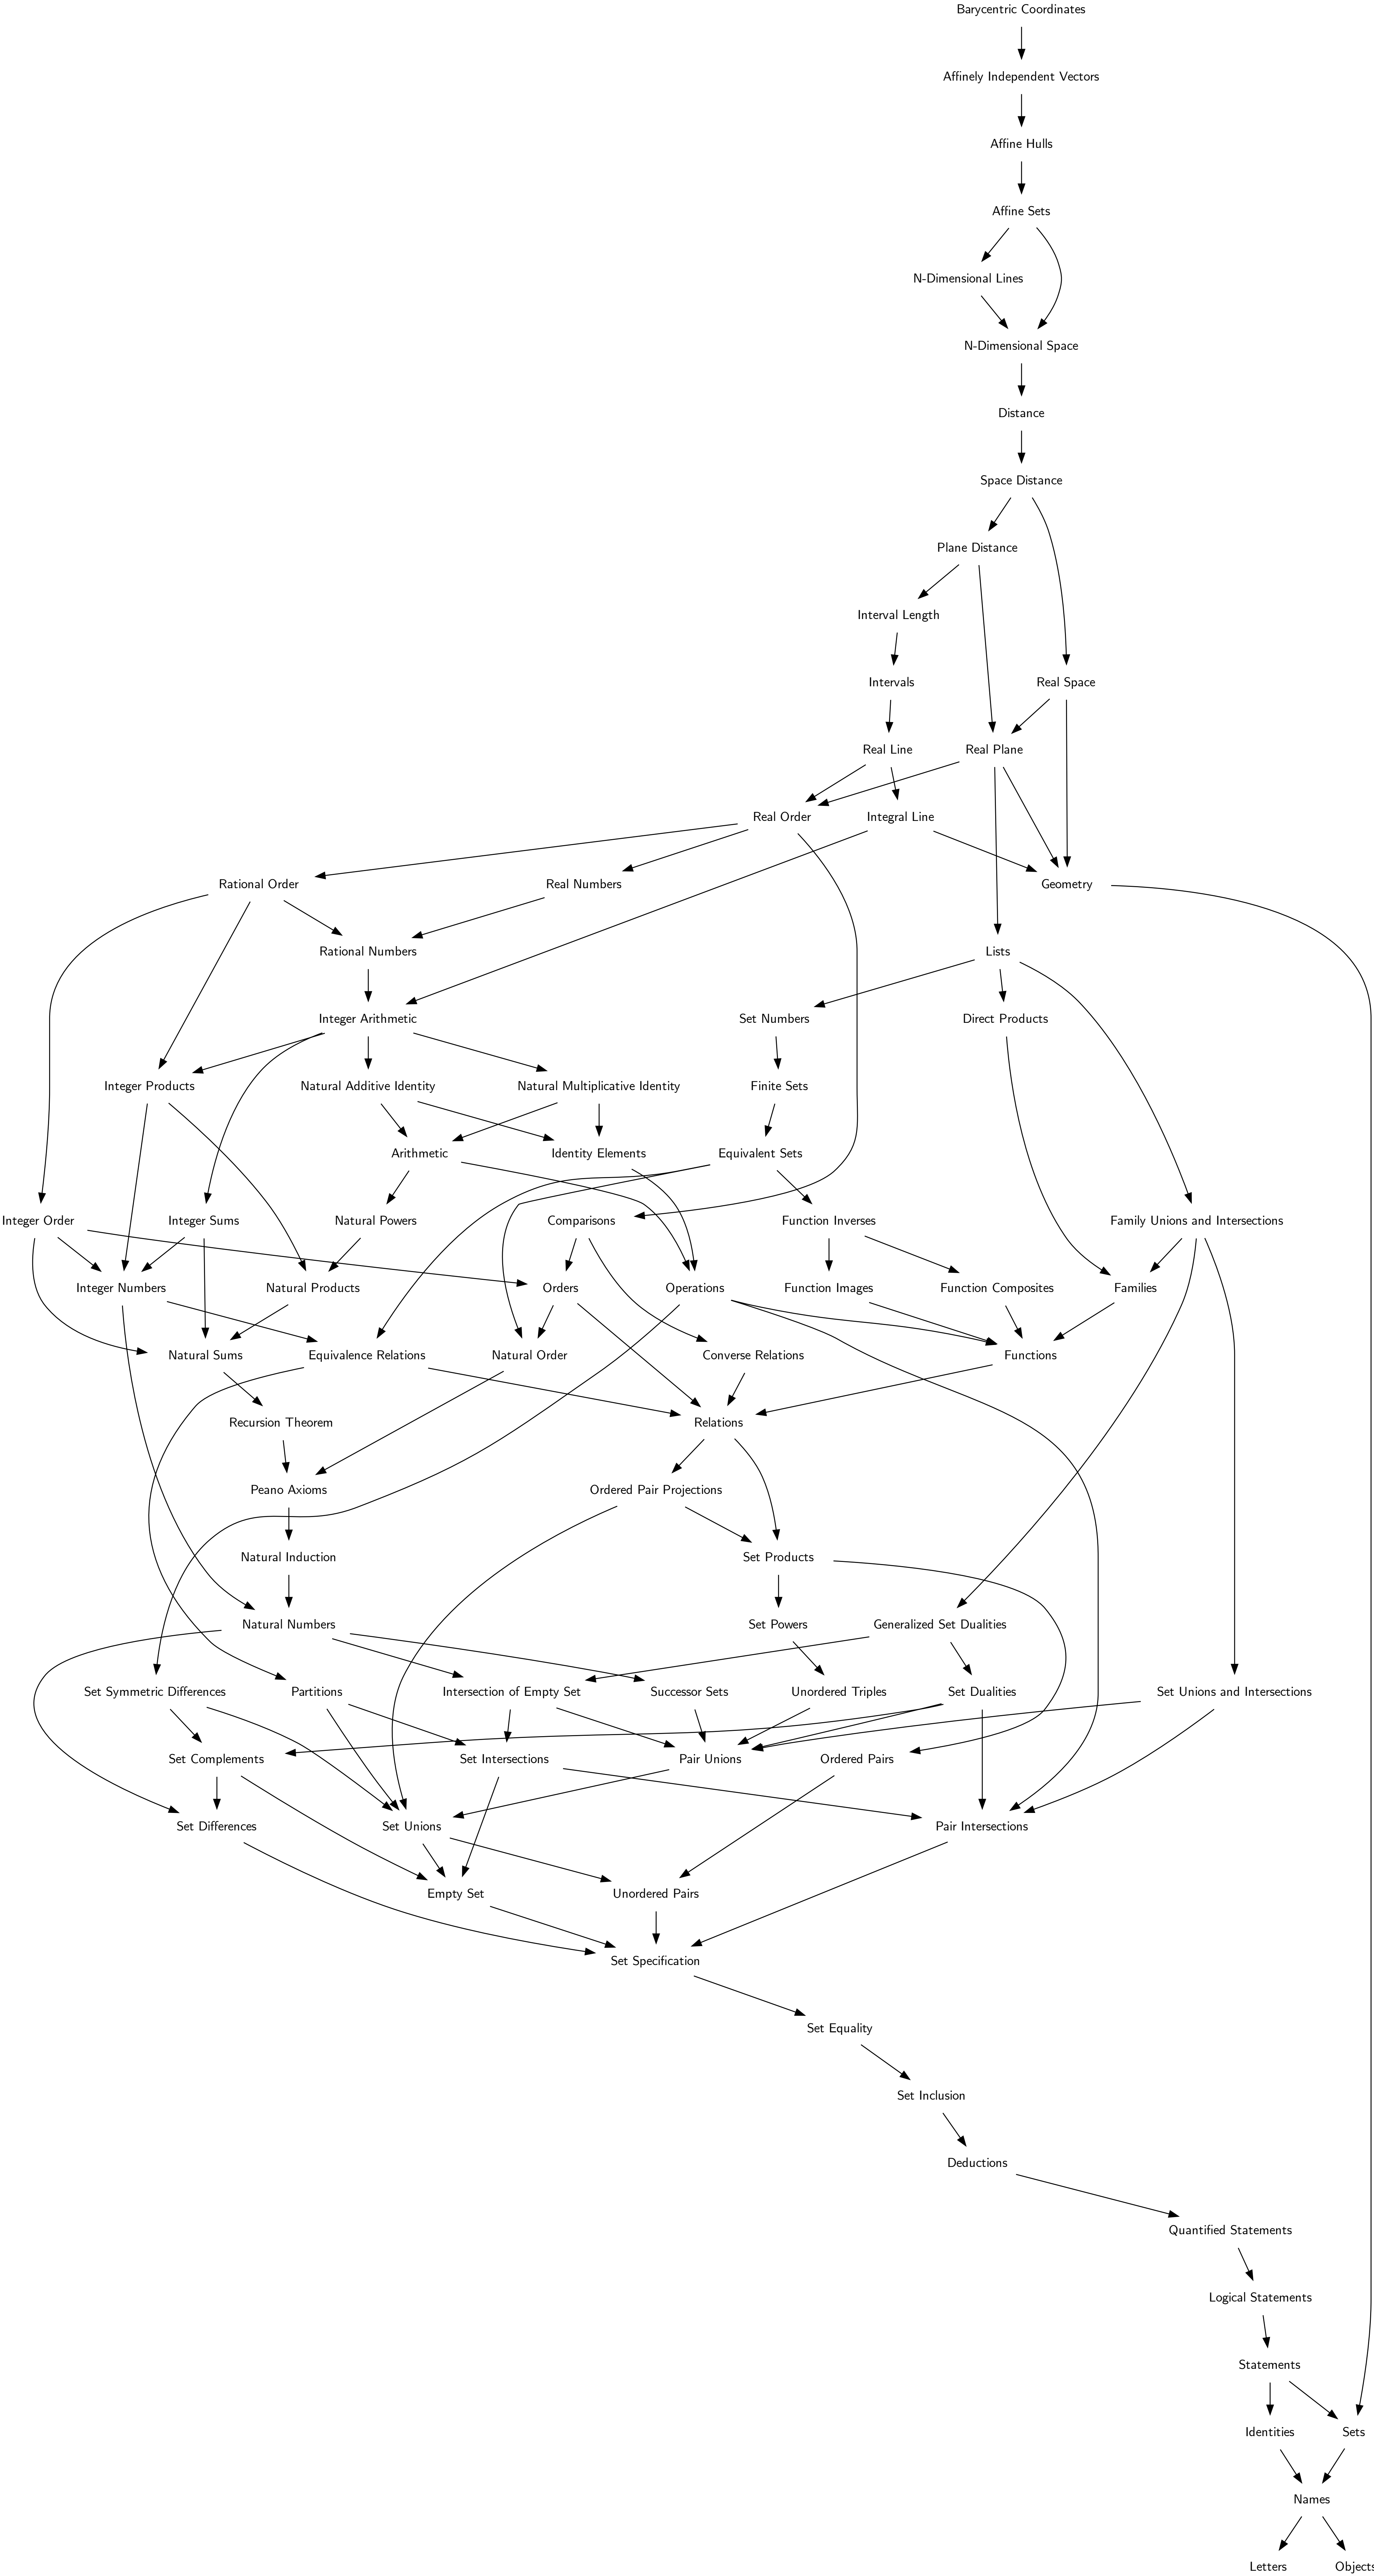 Barycentric Coordinates
Affinely Independent Vectors
Affine Hulls
Affine Sets
N-Dimensional Lines
N-Dimensional Space
Distance
Space Distance
Plane Distance
Interval Length
Intervals
Real Space
Real Line
Real Plane
Real Order
Integral Line
Rational Order
Real Numbers
Geometry
Rational Numbers
Lists
Integer Arithmetic
Set Numbers
Direct Products
Integer Products
Natural Additive Identity
Natural Multiplicative Identity
Finite Sets
Arithmetic
Identity Elements
Equivalent Sets
Integer Order
Integer Sums
Natural Powers
Comparisons
Function Inverses
Family Unions and Intersections
Integer Numbers
Natural Products
Orders
Operations
Function Images
Function Composites
Families
Natural Sums
Equivalence Relations
Natural Order
Converse Relations
Functions
Recursion Theorem
Relations
Peano Axioms
Ordered Pair Projections
Natural Induction
Set Products
Natural Numbers
Set Powers
Generalized Set Dualities
Set Symmetric Differences
Partitions
Intersection of Empty Set
Successor Sets
Unordered Triples
Set Dualities
Set Unions and Intersections
Set Complements
Set Intersections
Pair Unions
Ordered Pairs
Set Differences
Set Unions
Pair Intersections
Empty Set
Unordered Pairs
Set Specification
Set Equality
Set Inclusion
Deductions
Quantified Statements
Logical Statements
Statements
Identities
Sets
Names
Letters
Objects